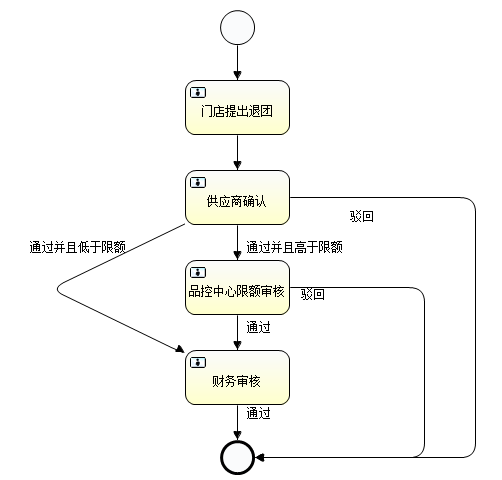 门店提出退团
供应商确认
驳回
通过并且低于限额
通过并且高于限额
品控中心限额审核
驳回
通过
财务审核
通过